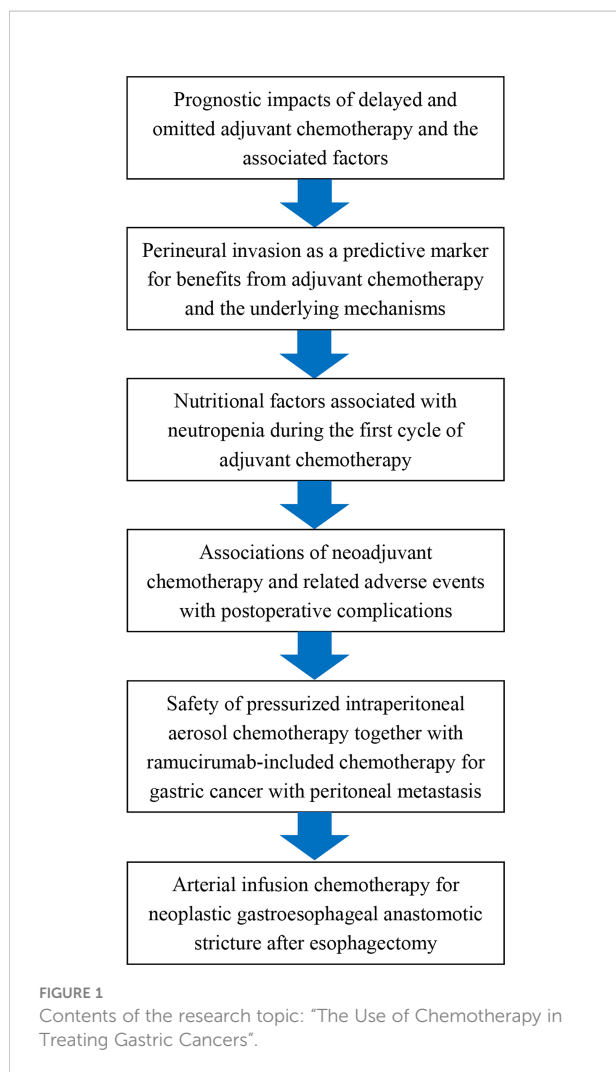 Prognostic impacts of delayed and
omitted adjuvant chemotherapy and the
associated factors
Perineural invasion as a predictive marker
for benefits from adjuvant chemotherapy
and the underlying mechanisms
Nutritional factors associated with
neutropenia during the first cycle of
adjuvant chemotherapy
Associations of neoadjuvant
chemotherapy and related adverse events
with postoperative complications
Safety of pressurized intraperitoneal
aerosol chemotherapy together with
ramucirumab-included chemotherapy for
gastric cancer with peritoneal metastasis
Arterial infusion chemotherapy for
neoplastic gastroesophageal anastomotic
stricture after esophagectomy
FIGURE 1
Contents of the research topic: “The Use of Chemotherapy in
Treating Gastric Cancers”.